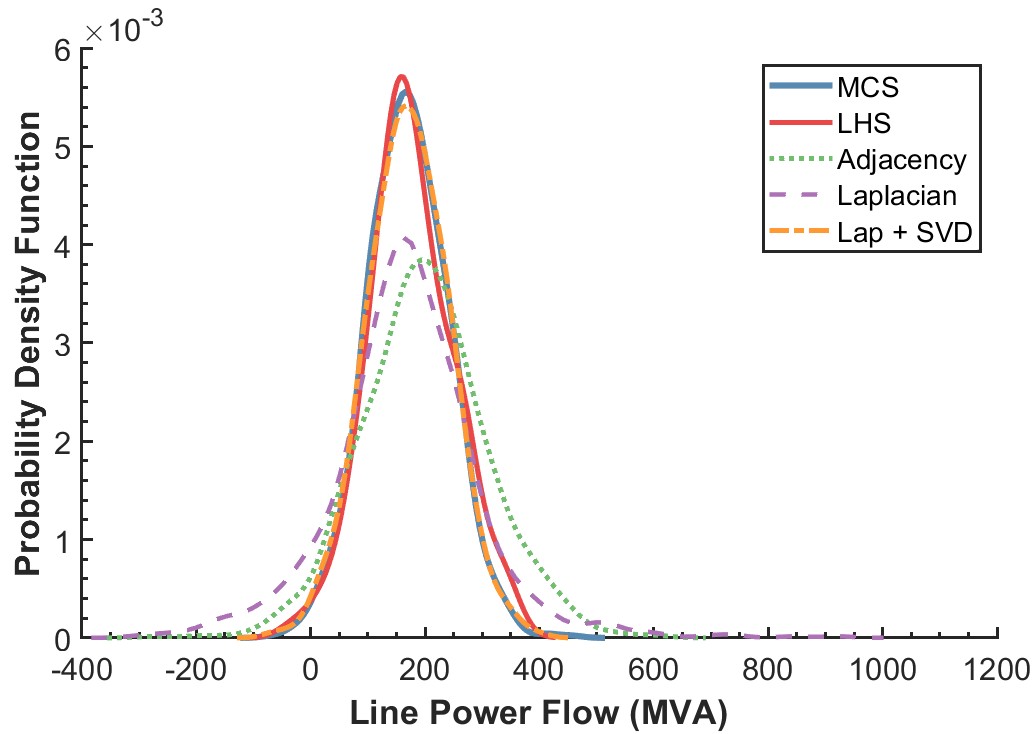 ×10⁻³
6
5
4
3
2
1
0
Probability Density Function
-400 -200 0 200 400 600 800 1000 1200
Line Power Flow (MVA)
MCS
LHS
Adjacency
Laplacian
Lap + SVD